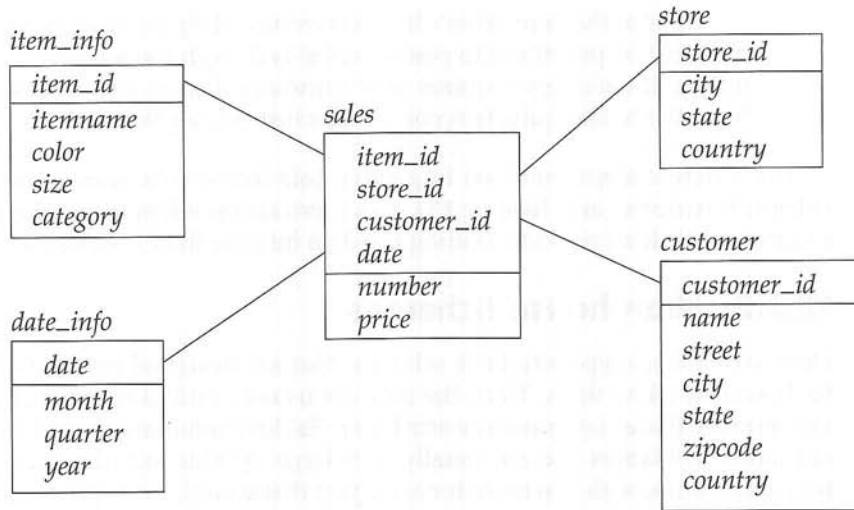 item_info
item_id
itemname
color
size
category
date_info
date
month
quarter
year
sales
item_id
store_id
customer_id
date
number
price
store
store_id
city
state
country
customer
customer_id
name
street
city
state
zipcode
country